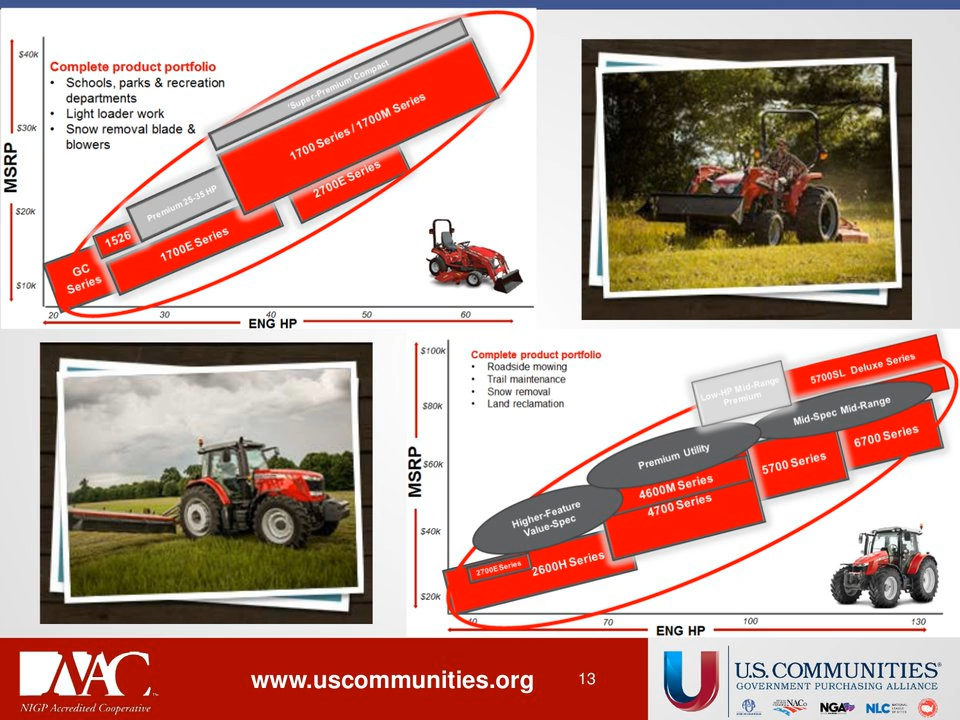 $40k
$30k
$20k
$10k
MSRP
Complete product portfolio
• Schools, parks & recreation
departments
• Light loader work
• Snow removal blade &
blowers
'Super-Premium' Compact
1700 Series / 1700M Series
Premium 25-35 HP
2700E Series
1526
1700E Series
GC
Series
20
30
40
50
60
ENG HP
$100k
$80k
$60k
$40k
$20k
MSRP
Complete product portfolio
• Roadside mowing
• Trail maintenance
• Snow removal
• Land reclamation
5700SL Deluxe Series
Low-HP Mid-Range
Premium
Mid-Spec Mid-Range
6700 Series
Premium Utility
5700 Series
4600M Series
4700 Series
Higher-Feature
Value-Spec
2700E Series
2600H Series
40
70
100
130
ENG HP
NAC™
NIGP Accredited Cooperative
www.uscommunities.org
13
U.S. COMMUNITIES®
GOVERNMENT PURCHASING ALLIANCE
NACo
NGA
NLC